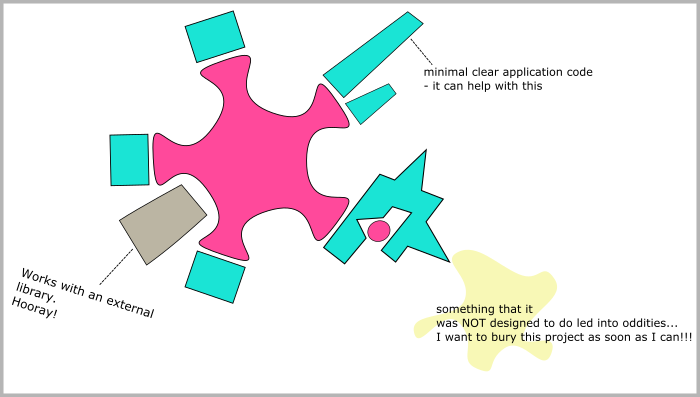 minimal clear application code
- it can help with this
Works with an external
library.
Hooray!
something that it
was NOT designed to do led into oddities...
I want to bury this project as soon as I can!!!